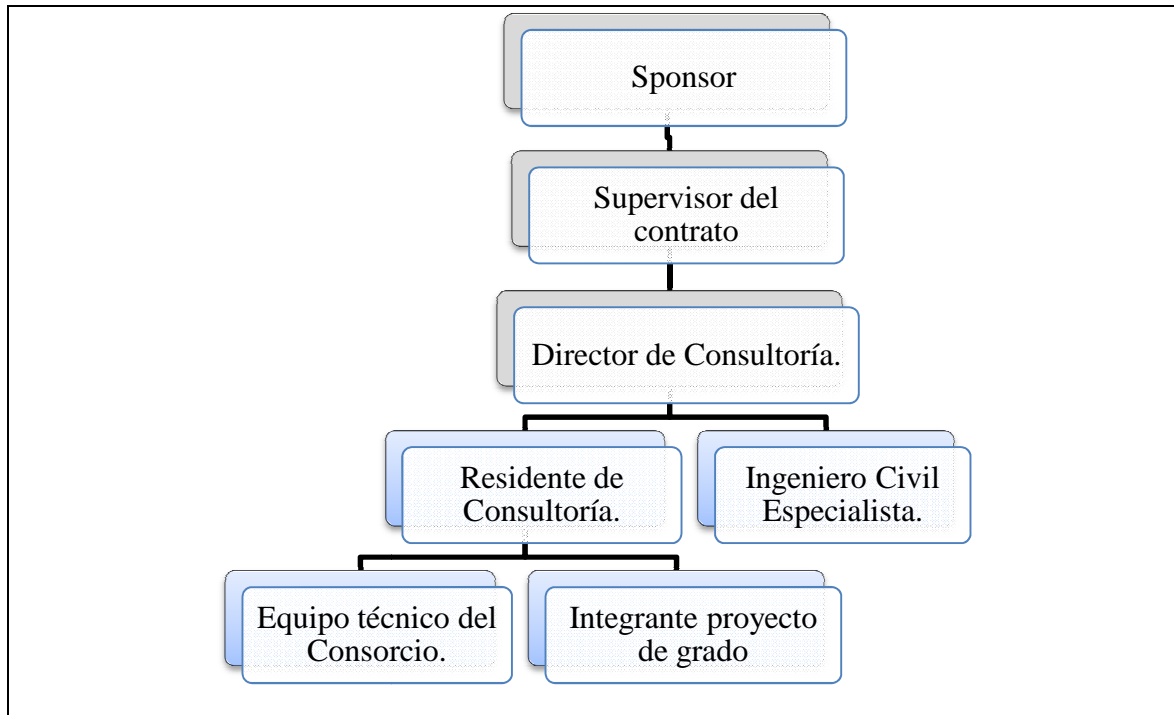 Sponsor
Supervisor del
contrato
Director de Consultoría.
Residente de
Consultoría.
Ingeniero Civil
Especialista.
Equipo técnico del
Consorcio.
Integrante proyecto
de grado